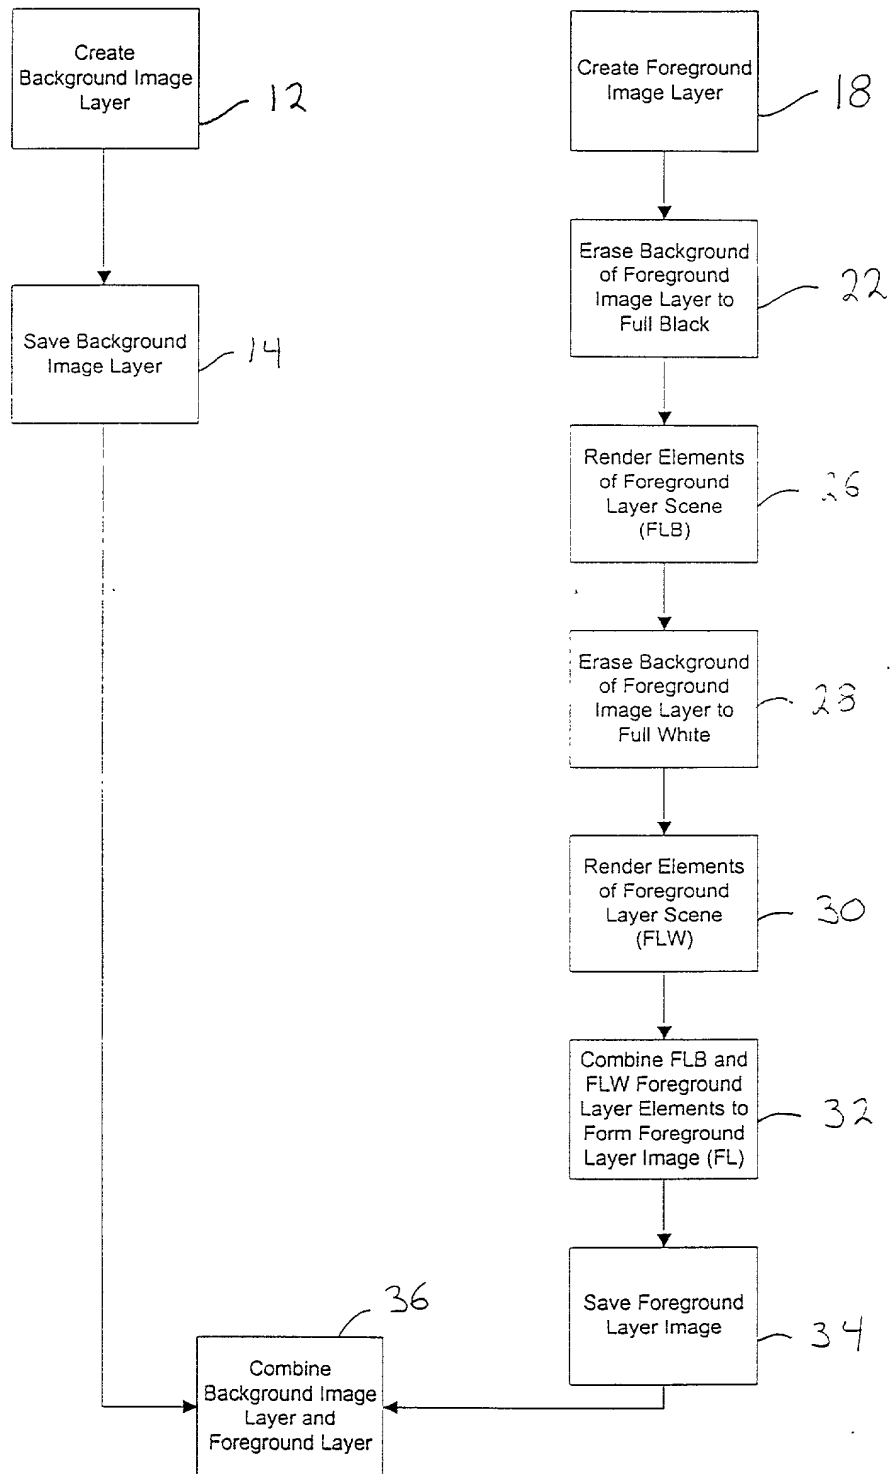 Create
Background Image
Layer
12
Save Background
Image Layer
14
Create Foreground
Image Layer
18
Erase Background
of Foreground
Image Layer to
Full Black
22
Render Elements
of Foreground
Layer Scene
(FLB)
26
Erase Background
of Foreground
Image Layer to
Full White
28
Render Elements
of Foreground
Layer Scene
(FLW)
30
Combine FLB and
FLW Foreground
Layer Elements to
Form Foreground
Layer Image (FL)
32
Save Foreground
Layer Image
34
36
Combine
Background Image
Layer and
Foreground Layer